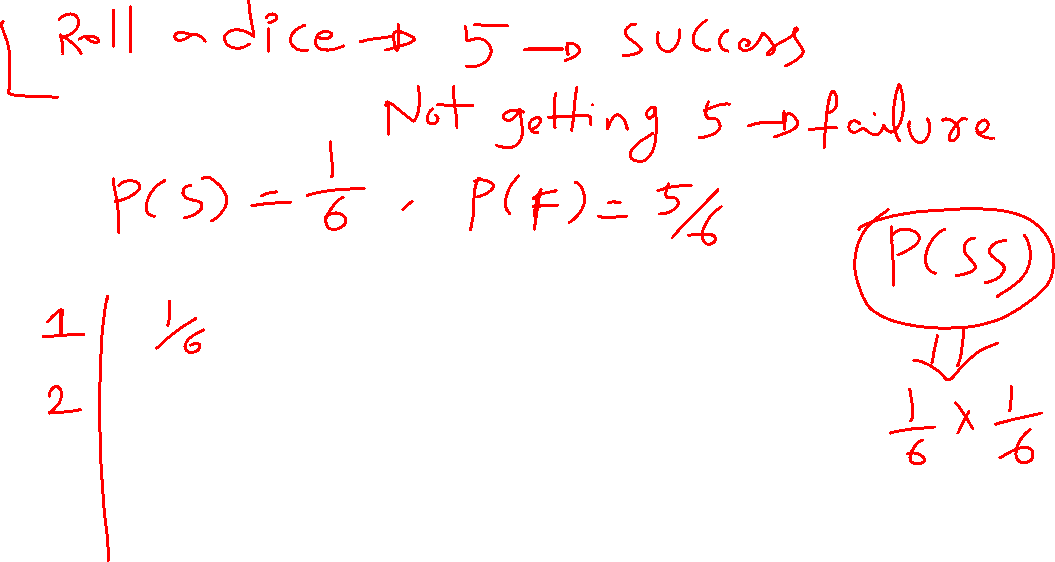 Roll a dice → 5 → success
Not getting 5 → failure
P(S) = 1/6 , P(F) = 5/6
P(SS)
1 | 1/6
2
1/6 x 1/6